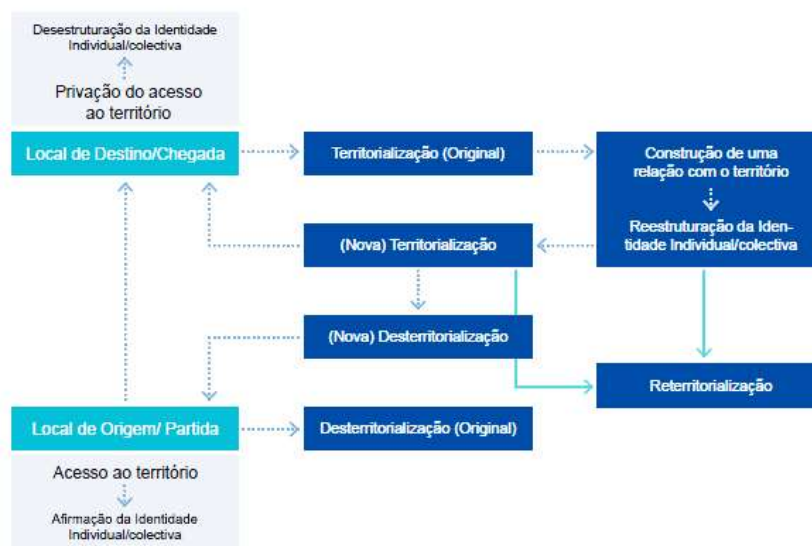 Desestruturação da Identidade
Individual/colectiva
Privação do acesso
ao território
Local de Destino/Chegada
Territorialização (Original)
Construção de uma
relação com o território
Reestruturação da Iden-
tidade Individual/colectiva
(Nova) Territorialização
(Nova) Desterritorialização
Reterritorialização
Local de Origem/ Partida
Desterritorialização (Original)
Acesso ao território
Afirmação da Identidade
Individual/colectiva